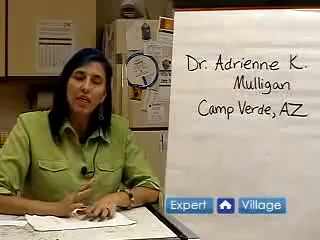 Dr. Adrienne K.
Mulligan
Camp Verde, AZ
Expert Village